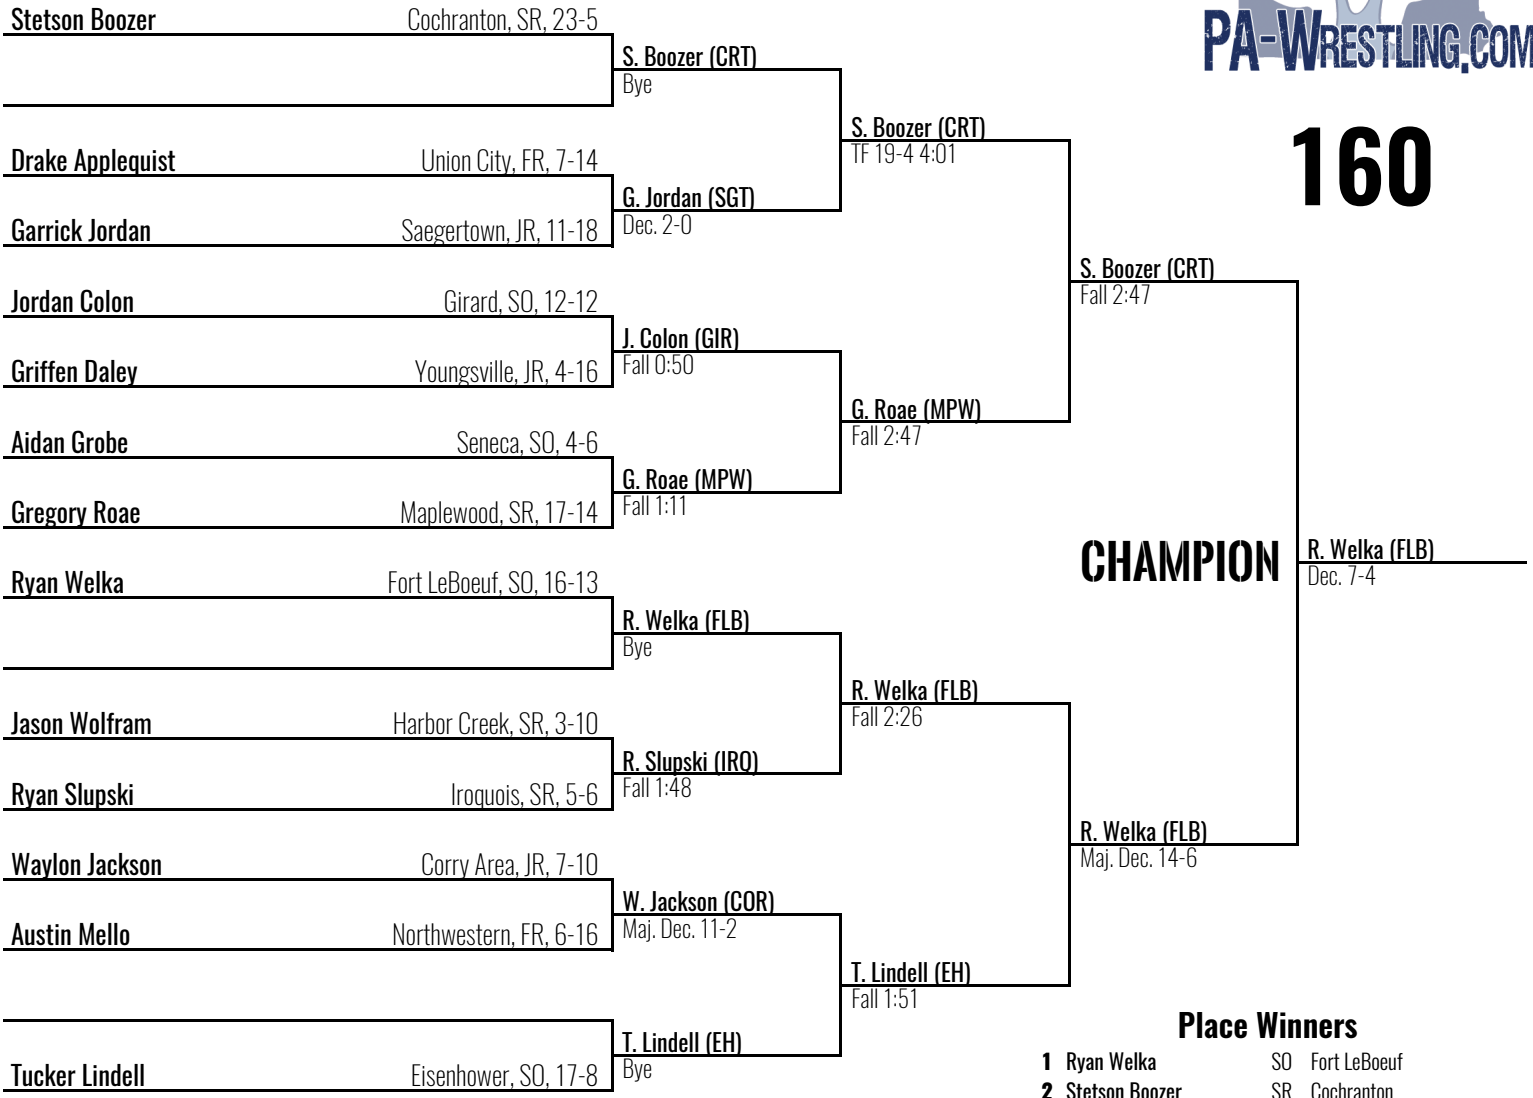 PA-WRESTLING.COM
160
Stetson Boozer Cochranton, SR, 23-5
S. Boozer (CRT)
Bye
S. Boozer (CRT)
TF 19-4 4:01
Drake Applequist Union City, FR, 7-14
G. Jordan (SGT)
Dec. 2-0
Garrick Jordan Saegertown, JR, 11-18
S. Boozer (CRT)
Fall 2:47
Jordan Colon Girard, SO, 12-12
J. Colon (GIR)
Fall 0:50
Griffen Daley Youngsville, JR, 4-16
G. Roae (MPW)
Fall 2:47
Aidan Grobe Seneca, SO, 4-6
G. Roae (MPW)
Fall 1:11
Gregory Roae Maplewood, SR, 17-14
CHAMPION
R. Welka (FLB)
Dec. 7-4
Ryan Welka Fort LeBoeuf, SO, 16-13
R. Welka (FLB)
Bye
R. Welka (FLB)
Fall 2:26
Jason Wolfram Harbor Creek, SR, 3-10
R. Slupski (IRQ)
Fall 1:48
Ryan Slupski Iroquois, SR, 5-6
R. Welka (FLB)
Maj. Dec. 14-6
Waylon Jackson Corry Area, JR, 7-10
W. Jackson (COR)
Maj. Dec. 11-2
Austin Mello Northwestern, FR, 6-16
T. Lindell (EH)
Fall 1:51
T. Lindell (EH)
Bye
Tucker Lindell Eisenhower, SO, 17-8
Place Winners
1 Ryan Welka SO Fort LeBoeuf
2 Stetson Boozer SR Cochranton